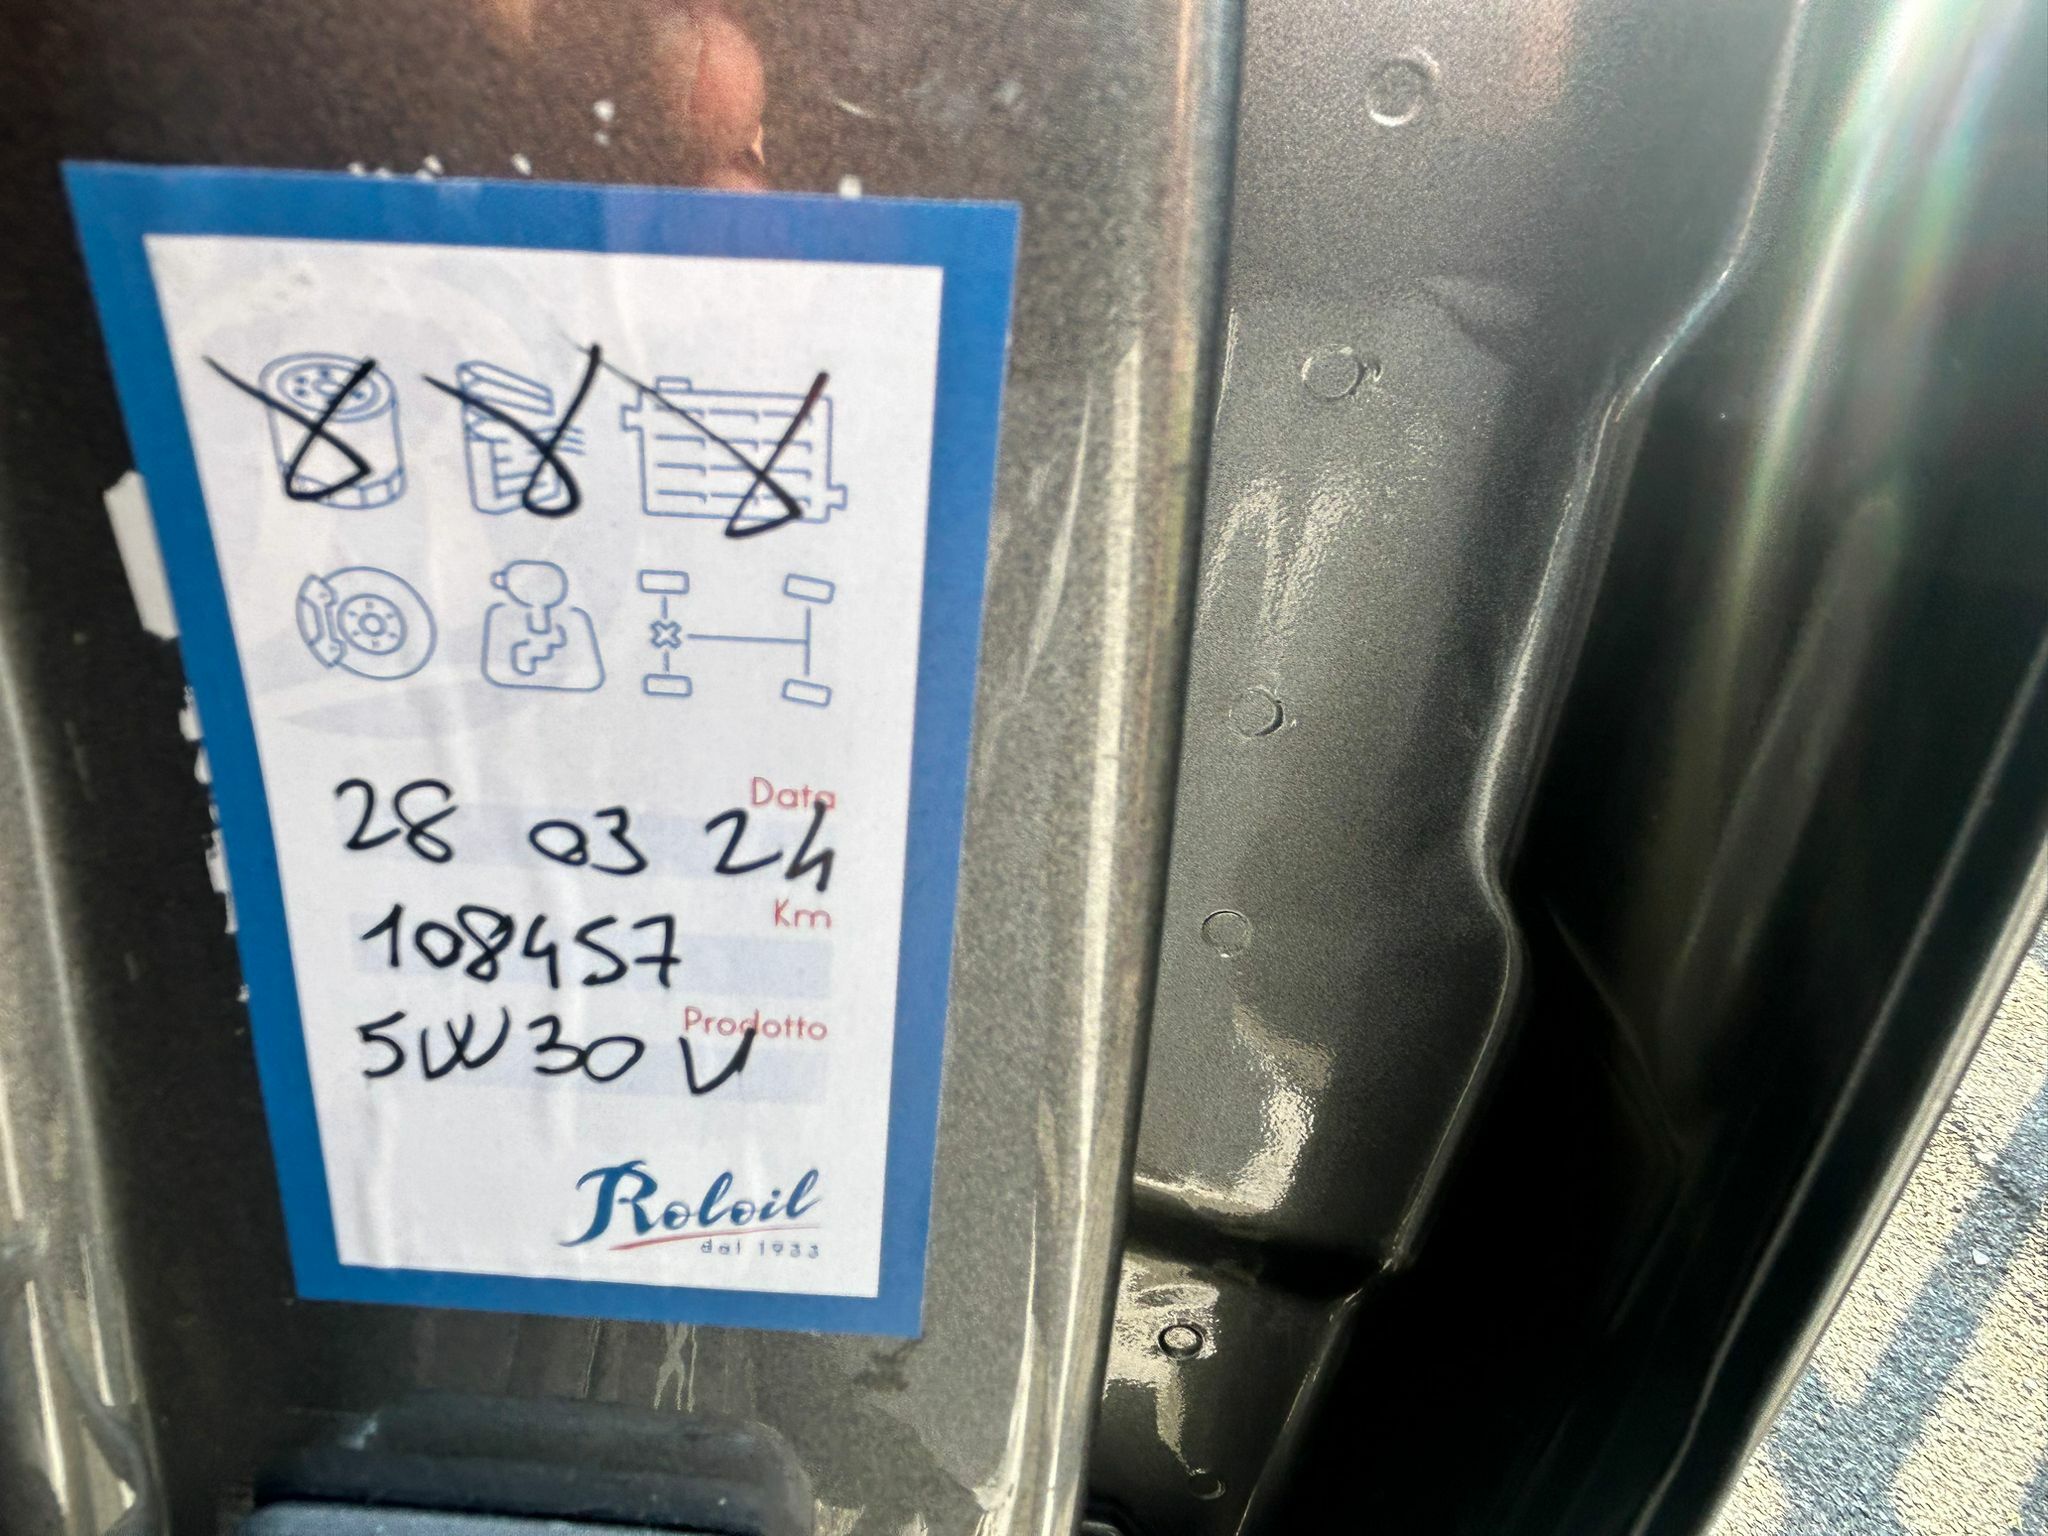 Data
28 03 24
Km
108457
Prodotto
5W30 V
Roloil
dal 1933